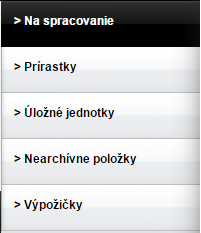 > Na spracovanie
> Prírastky
> Úložné jednotky
> Nearchívne položky
> Výpožičky